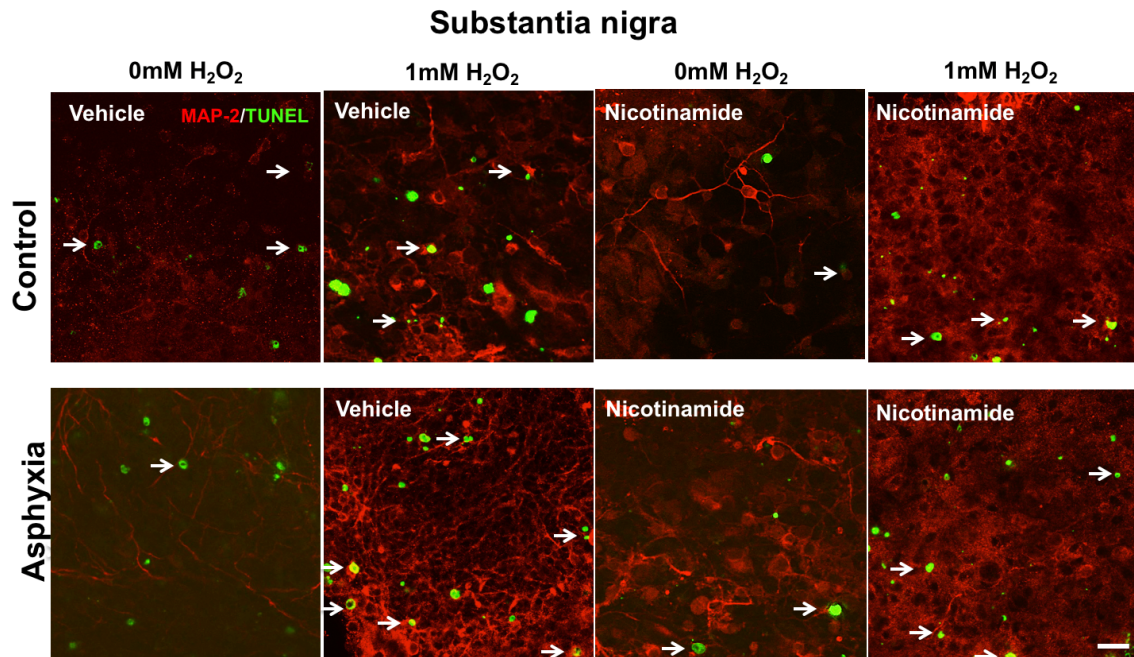 Substantia nigra
0mM H₂O₂
1mM H₂O₂
0mM H₂O₂
1mM H₂O₂
Control
Vehicle
MAP-2/TUNEL
Vehicle
Nicotinamide
Nicotinamide
Asphyxia
Vehicle
Nicotinamide
Nicotinamide